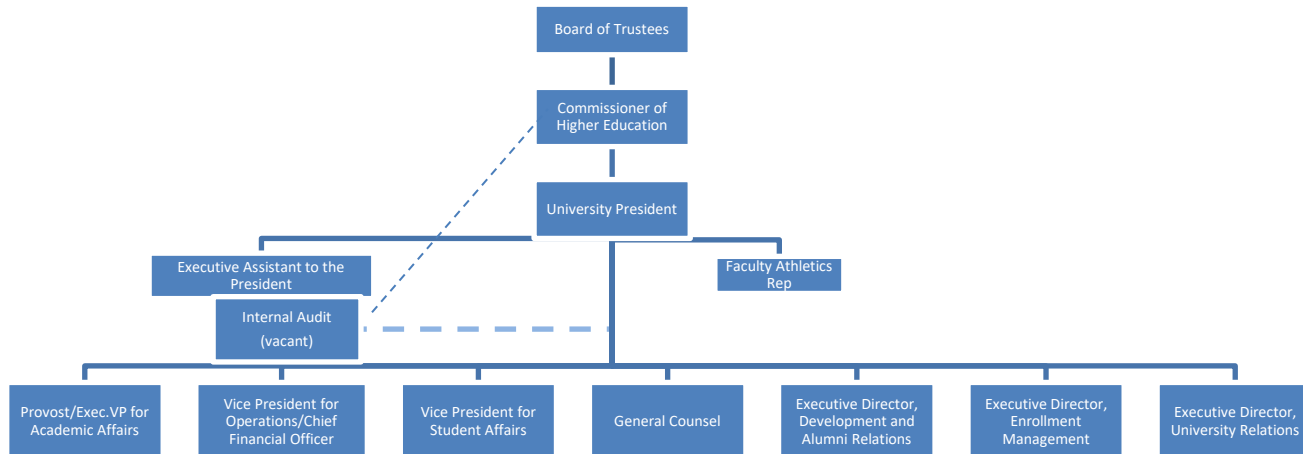 Board of Trustees
Commissioner of
Higher Education
University President
Executive Assistant to the
President
Faculty Athletics
Rep
Internal Audit
(vacant)
Provost/Exec.VP for
Academic Affairs
Vice President for
Operations/Chief
Financial Officer
Vice President for
Student Affairs
General Counsel
Executive Director,
Development and
Alumni Relations
Executive Director,
Enrollment
Management
Executive Director,
University Relations